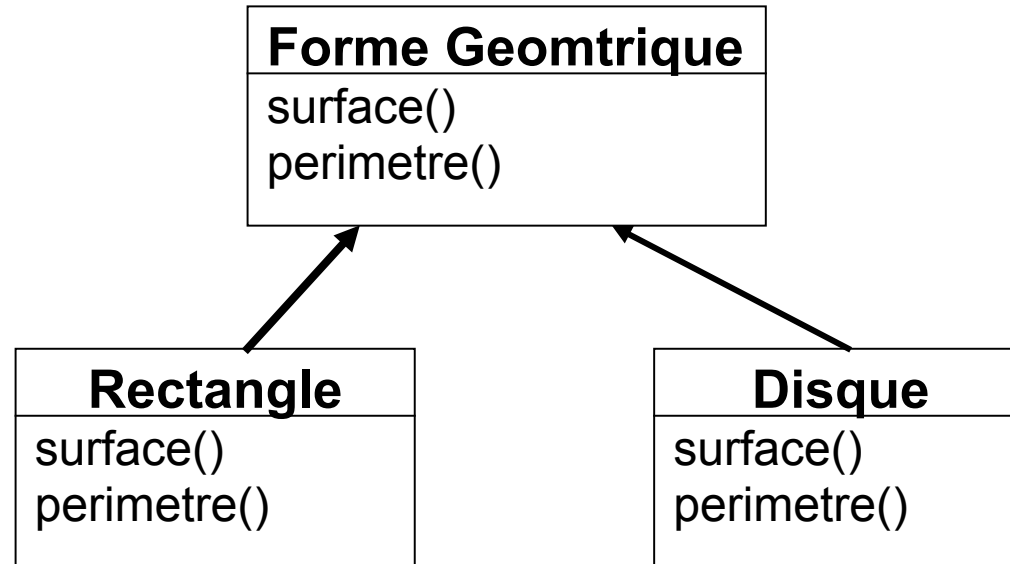 Forme Geomtrique
surface()
perimetre()
Rectangle
surface()
perimetre()
Disque
surface()
perimetre()